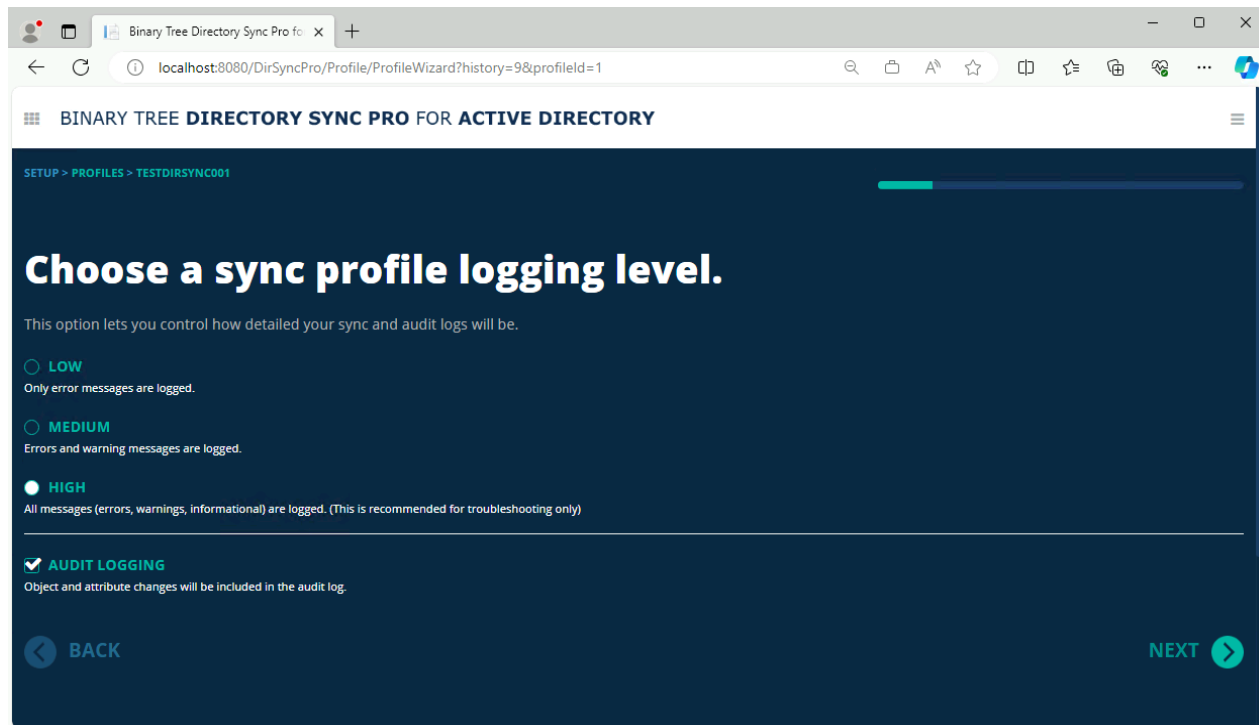 Binary Tree Directory Sync Pro fo
localhost:8080/DirSyncPro/Profile/ProfileWizard?history=9&profileId=1
BINARY TREE DIRECTORY SYNC PRO FOR ACTIVE DIRECTORY
SETUP > PROFILES > TESTDIRSYNC001
Choose a sync profile logging level.
This option lets you control how detailed your sync and audit logs will be.
LOW
Only error messages are logged.
MEDIUM
Errors and warning messages are logged.
HIGH
All messages (errors, warnings, informational) are logged. (This is recommended for troubleshooting only)
AUDIT LOGGING
Object and attribute changes will be included in the audit log.
BACK
NEXT